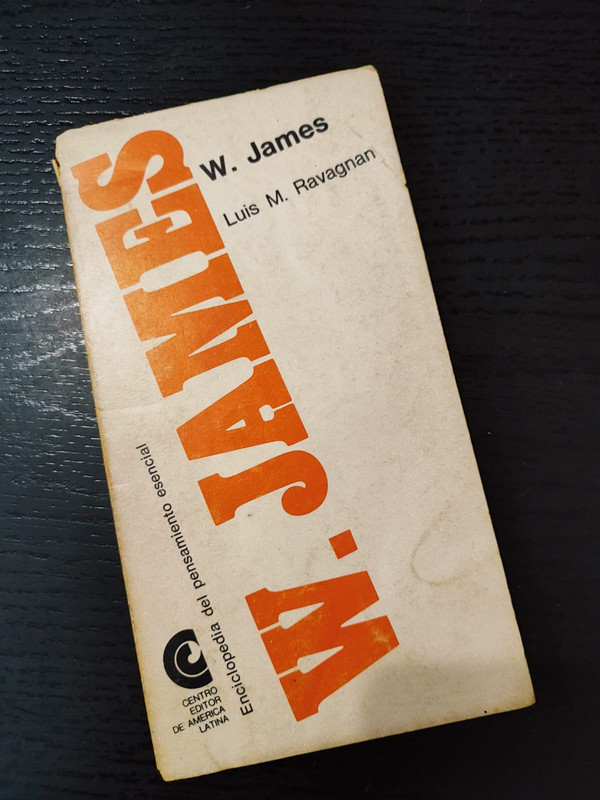 W. James
Luis M. Ravagnan
W. JAMES
Enciclopedia del pensamiento esencial
CENTRO
EDITOR
DE AMERICA
LATINA